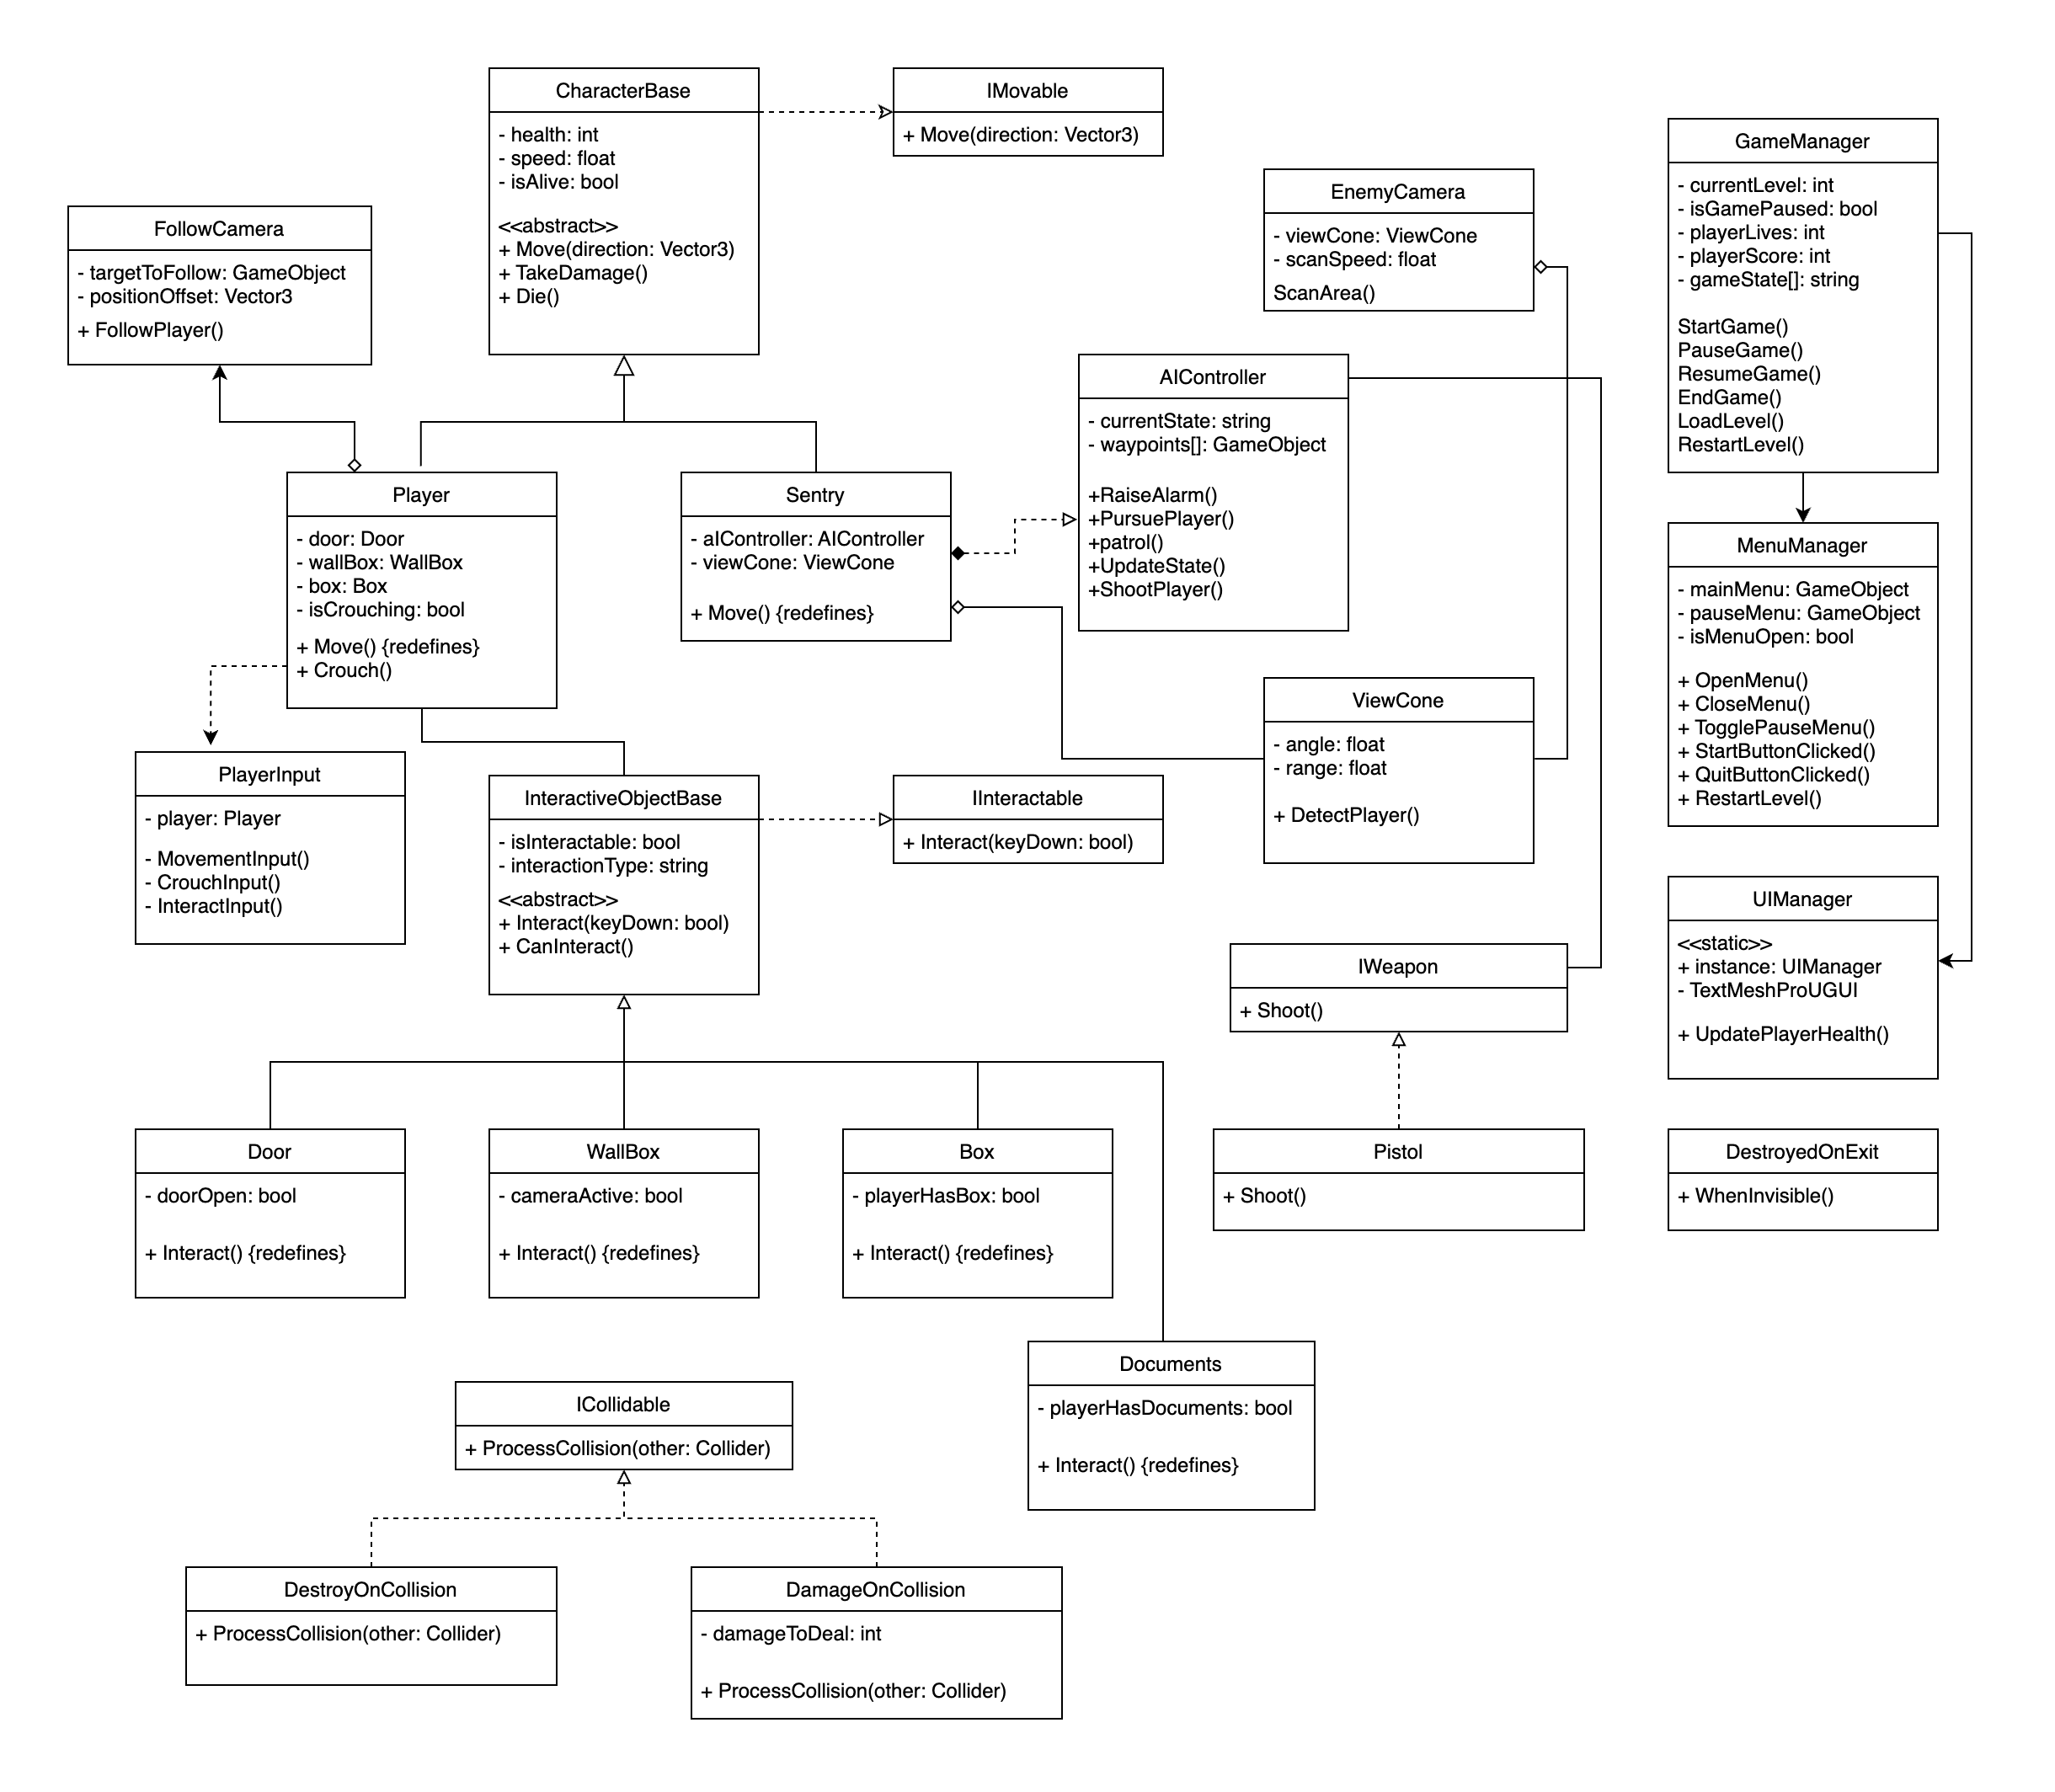 CharacterBase
- health: int
- speed: float
- isAlive: bool
<<abstract>>
+ Move(direction: Vector3)
+ TakeDamage()
+ Die()
IMovable
+ Move(direction: Vector3)
GameManager
- currentLevel: int
- isGamePaused: bool
- playerLives: int
- playerScore: int
- gameState[]: string
StartGame()
PauseGame()
ResumeGame()
EndGame()
LoadLevel()
RestartLevel()
EnemyCamera
- viewCone: ViewCone
- scanSpeed: float
ScanArea()
FollowCamera
- targetToFollow: GameObject
- positionOffset: Vector3
+ FollowPlayer()
AIController
- currentState: string
- waypoints[]: GameObject
+RaiseAlarm()
+PursuePlayer()
+patrol()
+UpdateState()
+ShootPlayer()
Player
- door: Door
- wallBox: WallBox
- box: Box
- isCrouching: bool
+ Move() {redefines}
+ Crouch()
Sentry
- aIController: AIController
- viewCone: ViewCone
+ Move() {redefines}
MenuManager
- mainMenu: GameObject
- pauseMenu: GameObject
- isMenuOpen: bool
+ OpenMenu()
+ CloseMenu()
+ TogglePauseMenu()
+ StartButtonClicked()
+ QuitButtonClicked()
+ RestartLevel()
ViewCone
- angle: float
- range: float
+ DetectPlayer()
PlayerInput
- player: Player
- MovementInput()
- CrouchInput()
- InteractInput()
InteractiveObjectBase
- isInteractable: bool
- interactionType: string
<<abstract>>
+ Interact(keyDown: bool)
+ CanInteract()
IInteractable
+ Interact(keyDown: bool)
UIManager
<<static>>
+ instance: UIManager
- TextMeshProUGUI
+ UpdatePlayerHealth()
IWeapon
+ Shoot()
Door
- doorOpen: bool
+ Interact() {redefines}
WallBox
- cameraActive: bool
+ Interact() {redefines}
Box
- playerHasBox: bool
+ Interact() {redefines}
Pistol
+ Shoot()
DestroyedOnExit
+ WhenInvisible()
Documents
- playerHasDocuments: bool
+ Interact() {redefines}
ICollidable
+ ProcessCollision(other: Collider)
DestroyOnCollision
+ ProcessCollision(other: Collider)
DamageOnCollision
- damageToDeal: int
+ ProcessCollision(other: Collider)